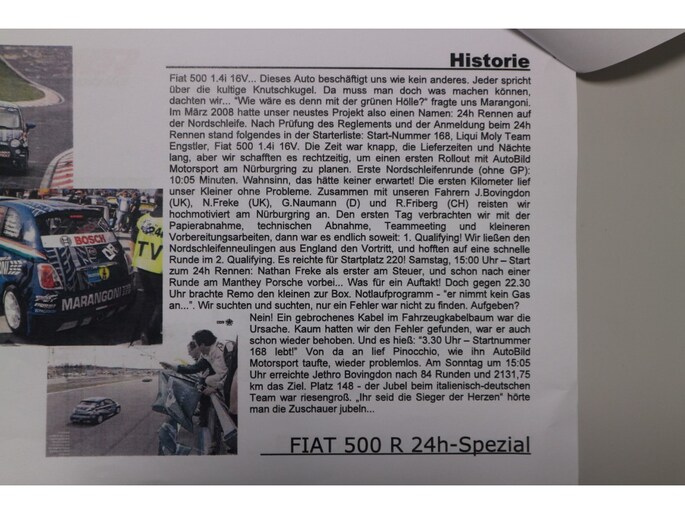 Historie
Fiat 500 1.4i 16V... Dieses Auto beschäftigt uns wie kein anderes. Jeder spricht
über die kultige Knutschkugel. Da muss man doch was machen können,
dachten wir... "Wie wäre es denn mit der grünen Hölle?" fragte uns Marangoni.
Im März 2008 hatte unser neustes Projekt also einen Namen: 24h Rennen auf
der Nordschleife. Nach Prüfung des Reglements und der Anmeldung beim 24h
Rennen stand folgendes in der Starterliste: Start-Nummer 168, Liqui Moly Team
Engstler, Fiat 500 1.4i 16V. Die Zeit war knapp, die Lieferzeiten und Nächte
lang, aber wir schafften es rechtzeitig, um einen ersten Rollout mit AutoBild
Motorsport am Nürburgring zu planen. Erste Nordschleifenrunde (ohne GP):
10:05 Minuten. Wahnsinn, das hätte keiner erwartet! Die ersten Kilometer lief
unser Kleiner ohne Probleme. Zusammen mit unseren Fahrern J.Bovingdon
(UK), N.Freke (UK), G.Naumann (D) und R.Friberg (CH) reisten wir
hochmotiviert am Nürburgring an. Den ersten Tag verbrachten wir mit der
Papierabnahme, technischen Abnahme, Teammeeting und kleineren
Vorbereitungsarbeiten, dann war es endlich soweit: 1. Qualifying! Wir ließen den
Nordschleifenneulingen aus England den Vortritt, und hofften auf eine schnelle
Runde im 2. Qualifying. Es reichte für Startplatz 220! Samstag, 15:00 Uhr – Start
zum 24h Rennen: Nathan Freke als erster am Steuer, und schon nach einer
Runde am Manthey Porsche vorbei... Was für ein Auftakt! Doch gegen 22.30
Uhr brachte Remo den kleinen zur Box. Notlaufprogramm - "er nimmt kein Gas
an...". Wir suchten und suchten, nur ein Fehler war nicht zu finden. Aufgeben?
Nein! Ein gebrochenes Kabel im Fahrzeugkabelbaum war die
Ursache. Kaum hatten wir den Fehler gefunden, war er auch
schon wieder behoben. Und es hieß: "3.30 Uhr – Startnummer
168 lebt!" Von da an lief Pinocchio, wie ihn AutoBild
Motorsport taufte, wieder problemlos. Am Sonntag um 15:05
Uhr erreichte Jethro Bovingdon nach 84 Runden und 2131,75
km das Ziel. Platz 148 - der Jubel beim italienisch-deutschen
Team war riesengroß. „Ihr seid die Sieger der Herzen" hörte
man die Zuschauer jubeln...
BOSCH
TV
MARANGONI
FIAT 500 R 24h-Spezial